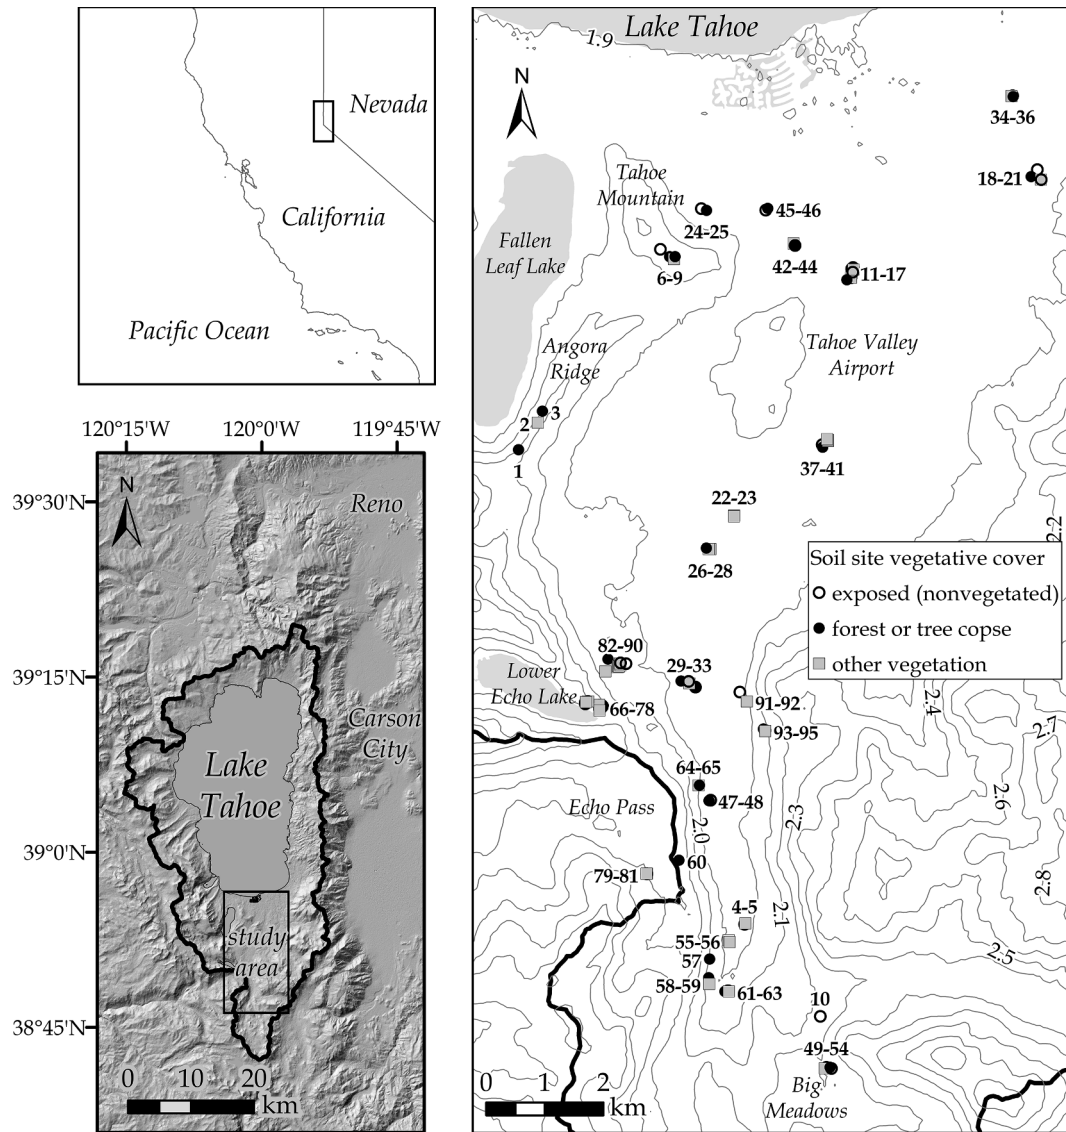 Nevada
California
Pacific Ocean
120°15'W
120°0'W
119°45'W
39°30'N
39°15'N
39°0'N
38°45'N
N
Reno
Carson
City
Lake
Tahoe
study
area
0
10
20
km
Lake Tahoe
1.9
N
34-36
18-21
Tahoe
Mountain
24-25
45-46
Fallen
Leaf Lake
42-44
6-9
11-17
Angora
Ridge
Tahoe Valley
Airport
2
3
1
37-41
22-23
2.2
26-28
Soil site vegetative cover
exposed (nonvegetated)
forest or tree copse
other vegetation
82-90
29-33
Lower
Echo Lake
66-78
91-92
93-95
2.4
2.7
64-65
47-48
Echo Pass
2.0
2.3
2.6
60
79-81
2.8
4-5
2.1
55-56
57
2.5
58-59
61-63
10
49-54
Big
Meadows
0
1
2
km